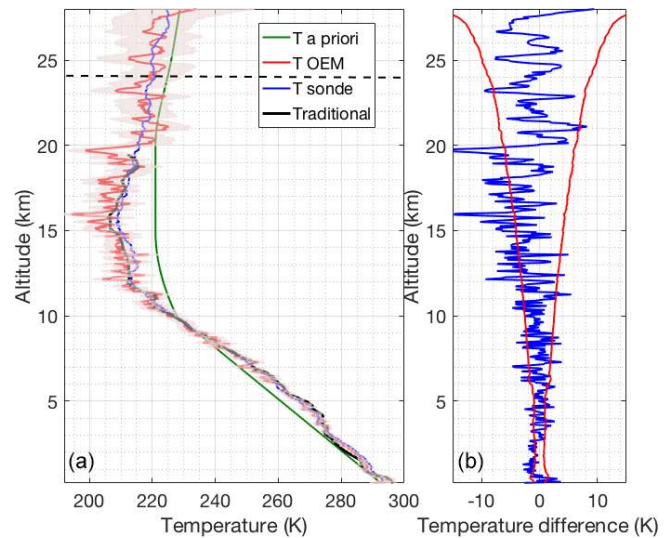 T a priori
T OEM
T sonde
Traditional
25
20
15
10
5
Altitude (km)
(a)
200
220
240
260
280
300
Temperature (K)
25
20
15
10
5
Altitude (km)
(b)
-10
0
10
Temperature difference (K)